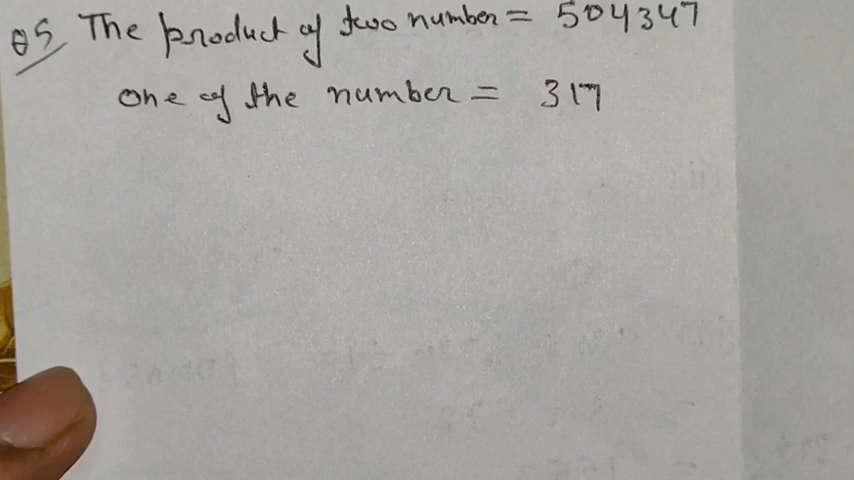 Q5 The product of two number = 504347
one of the number = 317